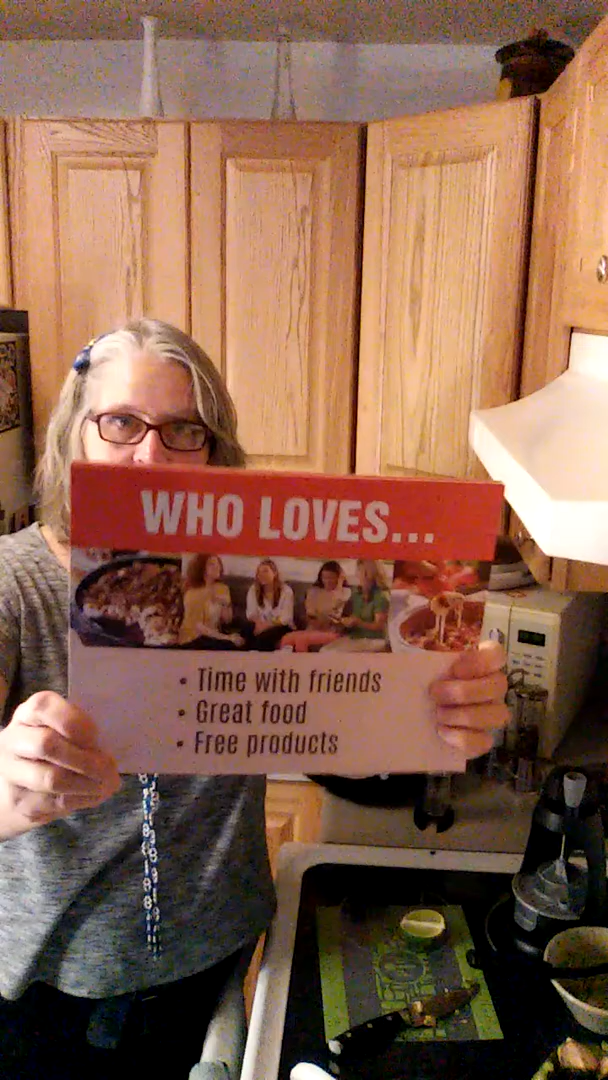 WHO LOVES...
• Time with friends
• Great food
• Free products